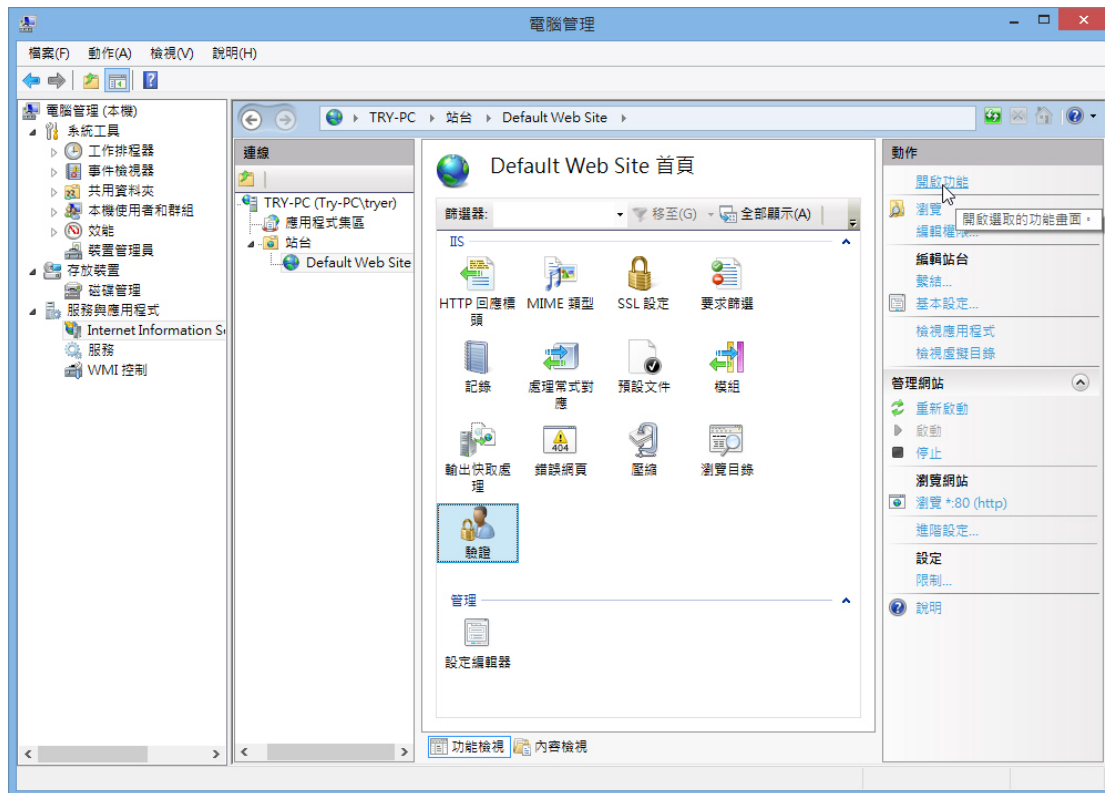 電腦管理
檔案(F) 動作(A) 檢視(V) 說明(H)
電腦管理 (本機)
系統工具
工作排程器
事件檢視器
共用資料夾
本機使用者和群組
效能
裝置管理員
存放裝置
磁碟管理
服務與應用程式
Internet Information S
服務
WMI 控制
TRY-PC 站台 Default Web Site
連線
TRY-PC (Try-PC\tryer)
應用程式集區
站台
Default Web Site
Default Web Site 首頁
篩選器: 移至(G) 全部顯示(A)
IIS
HTTP 回應標
頭
MIME 類型
SSL 設定
要求篩選
記錄
處理常式對
應
預設文件
模組
輸出快取處
理
404
錯誤網頁
壓縮
瀏覽目錄
驗證
管理
設定編輯器
功能檢視 內容檢視
動作
開啟功能
瀏覽
開啟選取的功能畫面。
編輯權限...
編輯站台
繫結...
基本設定...
檢視應用程式
檢視虛擬目錄
管理網站
重新啟動
啟動
停止
瀏覽網站
瀏覽 *:80 (http)
進階設定...
設定
限制...
說明